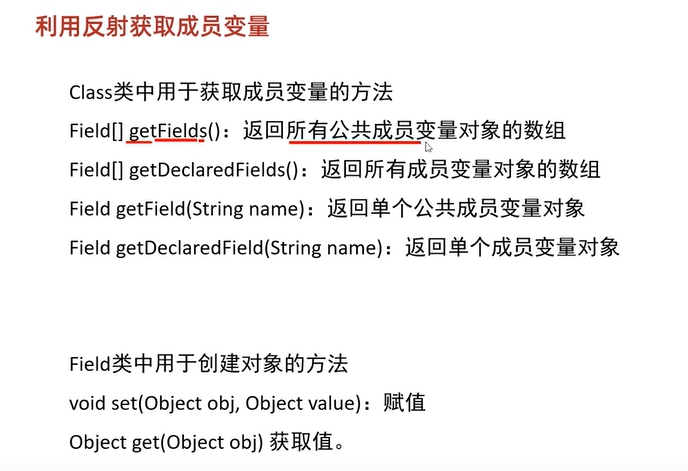 利用反射获取成员变量
Class类中用于获取成员变量的方法
Field[] getFields()：返回所有公共成员变量对象的数组
Field[] getDeclaredFields()：返回所有成员变量对象的数组
Field getField(String name)：返回单个公共成员变量对象
Field getDeclaredField(String name)：返回单个成员变量对象
Field类中用于创建对象的方法
void set(Object obj, Object value)：赋值
Object get(Object obj) 获取值。